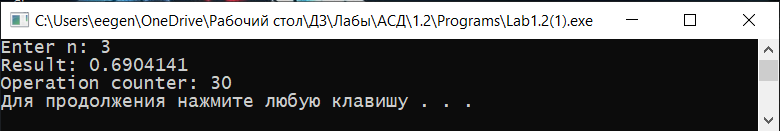 C:\Users\eegen\OneDrive\Рабочий стол\ДЗ\Лабы\АСД\1.2\Programs\Lab1.2(1).exe
Enter n: 3
Result: 0.6904141
Operation counter: 30
Для продолжения нажмите любую клавишу . . .